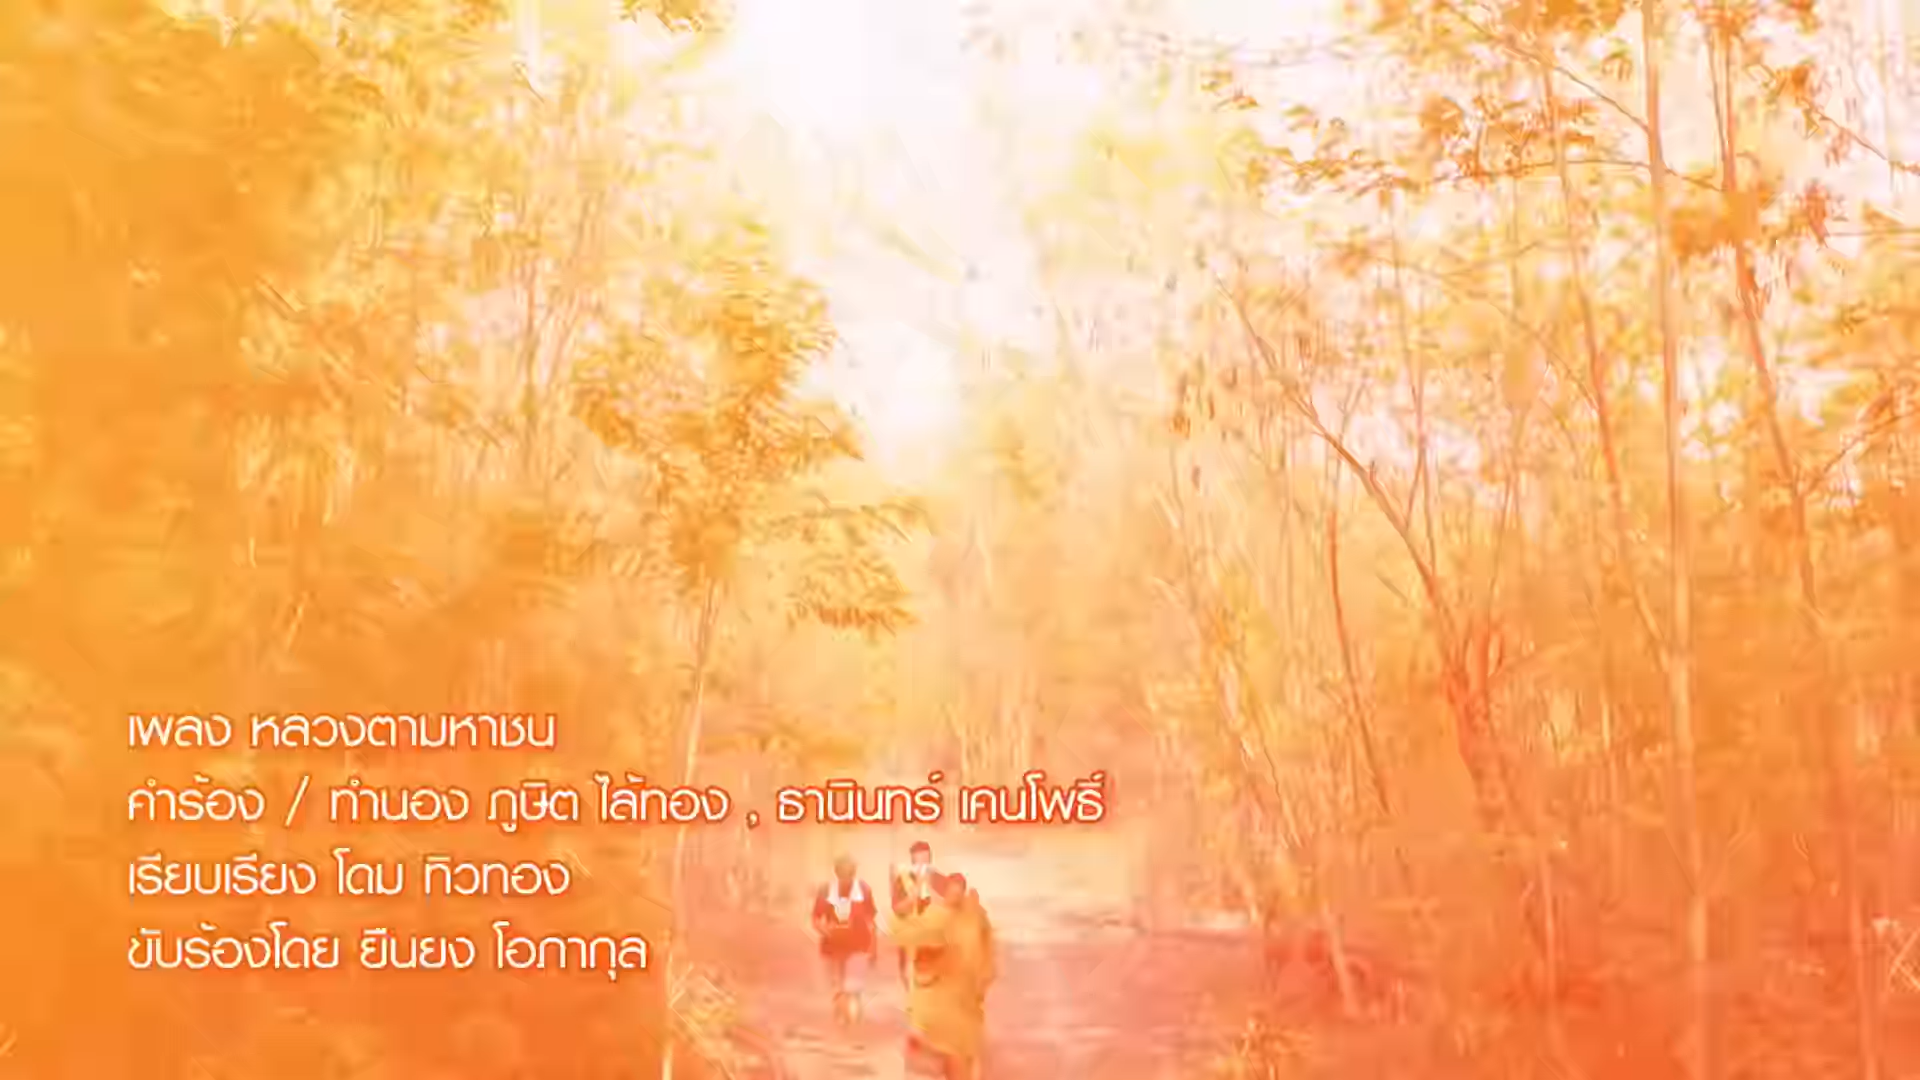 เพลง หลวงตามหาชน
คำร้อง / ทำนอง ภูษิต ไล้ทอง , ธานินทร์ เคนโพธิ์
เรียบเรียง โดม ทิวทอง
ขับร้องโดย ยืนยง โอภากุล